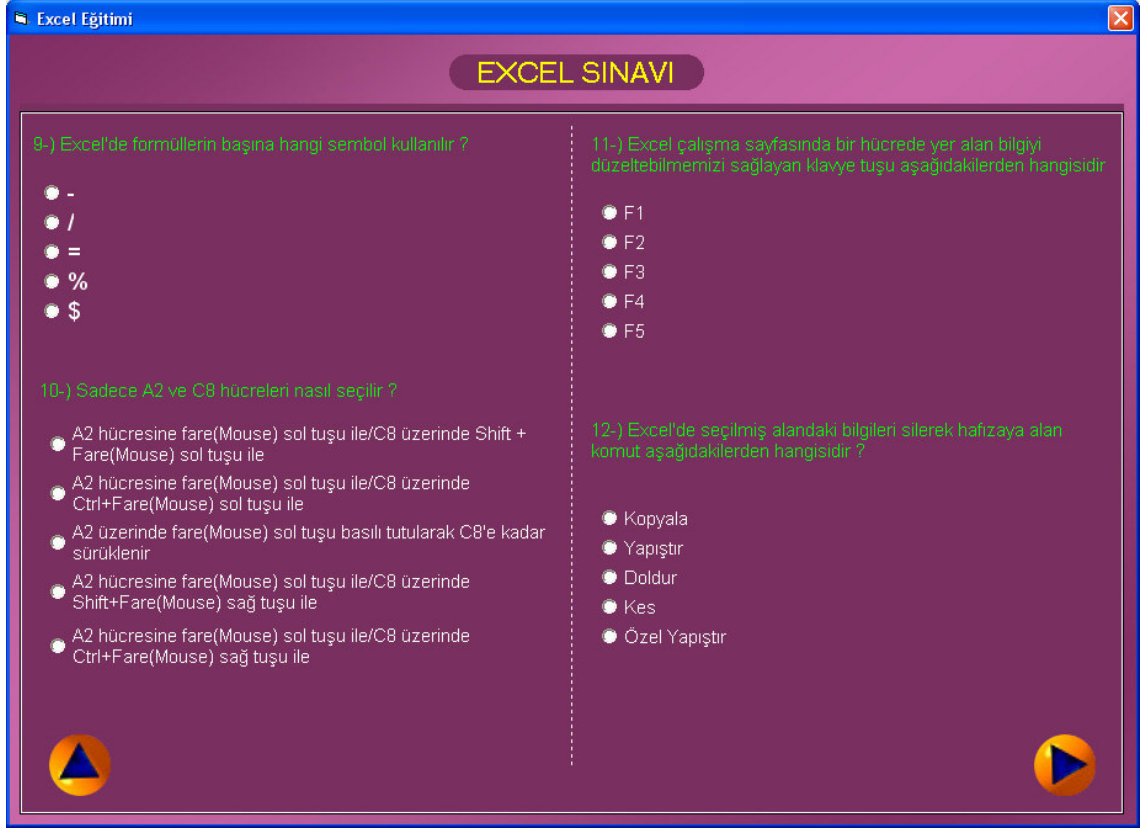 Excel Eğitimi
EXCEL SINAVI
9-) Excel'de formüllerin başına hangi sembol kullanılır ?
-
/
=
%
$
10-) Sadece A2 ve C8 hücreleri nasıl seçilir ?
A2 hücresine fare(Mouse) sol tuşu ile/C8 üzerinde Shift +
Fare(Mouse) sol tuşu ile
A2 hücresine fare(Mouse) sol tuşu ile/C8 üzerinde
Ctrl+Fare(Mouse) sol tuşu ile
A2 üzerinde fare(Mouse) sol tuşu basılı tutularak C8'e kadar
sürüklenir
A2 hücresine fare(Mouse) sol tuşu ile/C8 üzerinde
Shift+Fare(Mouse) sağ tuşu ile
A2 hücresine fare(Mouse) sol tuşu ile/C8 üzerinde
Ctrl+Fare(Mouse) sağ tuşu ile
11-) Excel çalışma sayfasında bir hücrede yer alan bilgiyi
düzeltebilmemizi sağlayan klavye tuşu aşağıdakilerden hangisidir
F1
F2
F3
F4
F5
12-) Excel'de seçilmiş alandaki bilgileri silerek hafızaya alan
komut aşağıdakilerden hangisidir ?
Kopyala
Yapıştır
Doldur
Kes
Özel Yapıştır